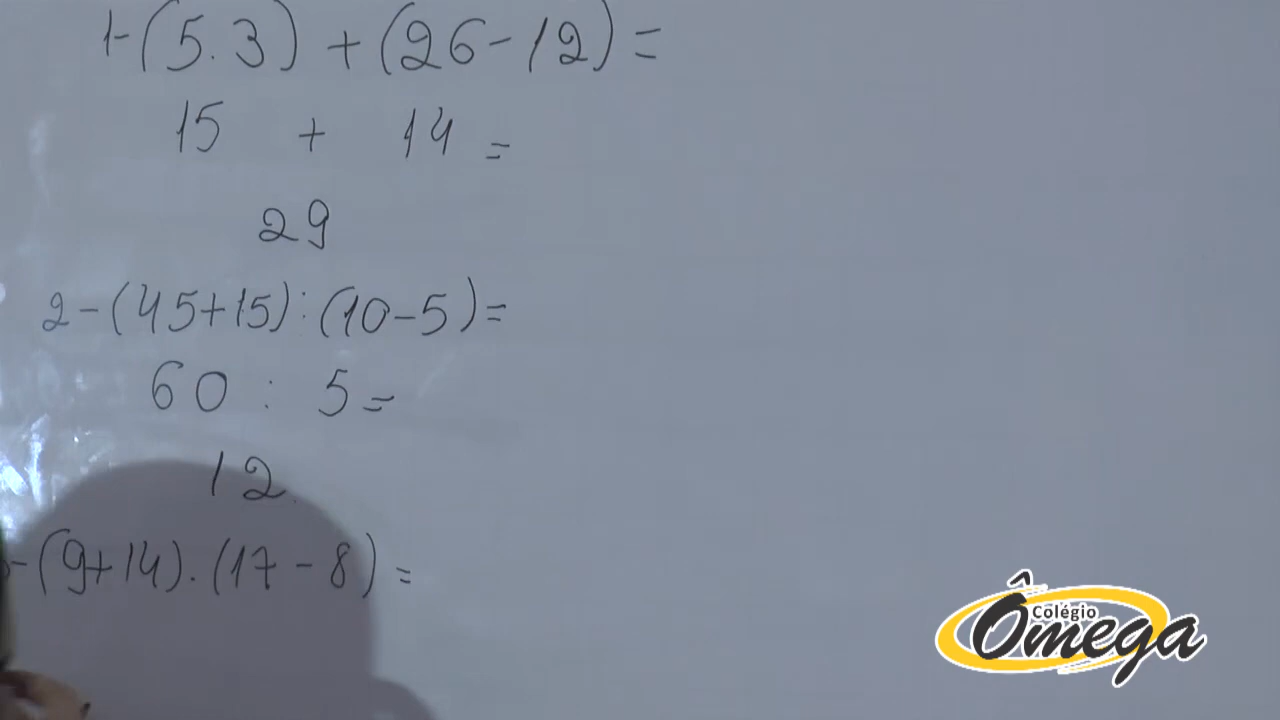 1-(5.3)+(26-12)=
15 + 14 =
29
2-(45+15):(10-5)=
60 : 5=
12
-(9+14).(17-8)=
Colégio
Ômega